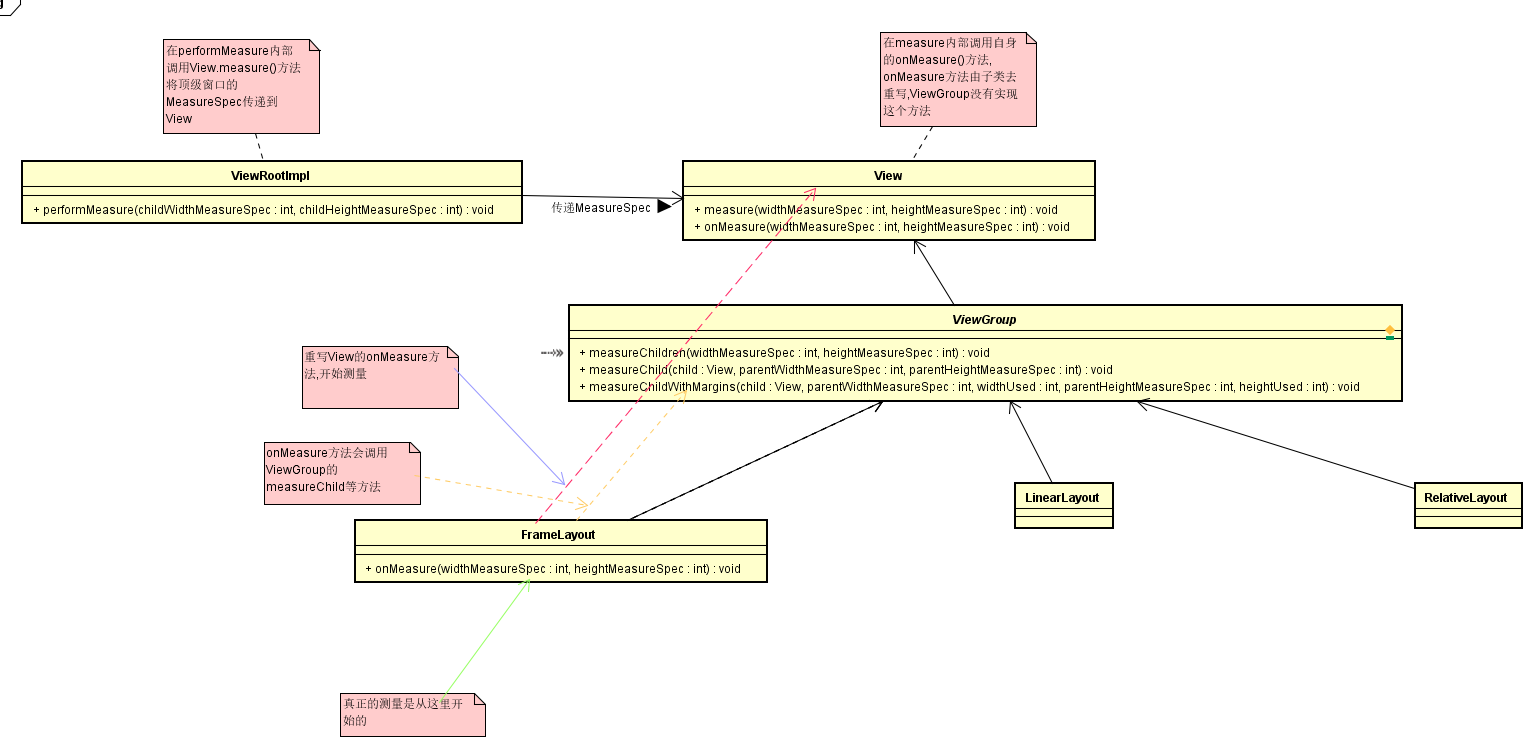 g
在performMeasure内部
调用View.measure()方法
将顶级窗口的
MeasureSpec传递到
View
在measure内部调用自身
的onMeasure()方法,
onMeasure方法由子类去
重写,ViewGroup没有实现
这个方法
ViewRootImpl
+ performMeasure(childWidthMeasureSpec : int, childHeightMeasureSpec : int) : void
传递MeasureSpec
View
+ measure(widthMeasureSpec : int, heightMeasureSpec : int) : void
+ onMeasure(widthMeasureSpec : int, heightMeasureSpec : int) : void
ViewGroup
+ measureChildren(widthMeasureSpec : int, heightMeasureSpec : int) : void
+ measureChild(child : View, parentWidthMeasureSpec : int, parentHeightMeasureSpec : int) : void
+ measureChildWithMargins(child : View, parentWidthMeasureSpec : int, widthUsed : int, parentHeightMeasureSpec : int, heightUsed : int) : void
重写View的onMeasure方
法,开始测量
onMeasure方法会调用
ViewGroup的
measureChild等方法
FrameLayout
+ onMeasure(widthMeasureSpec : int, heightMeasureSpec : int) : void
LinearLayout
RelativeLayout
真正的测量是从这里开
始的